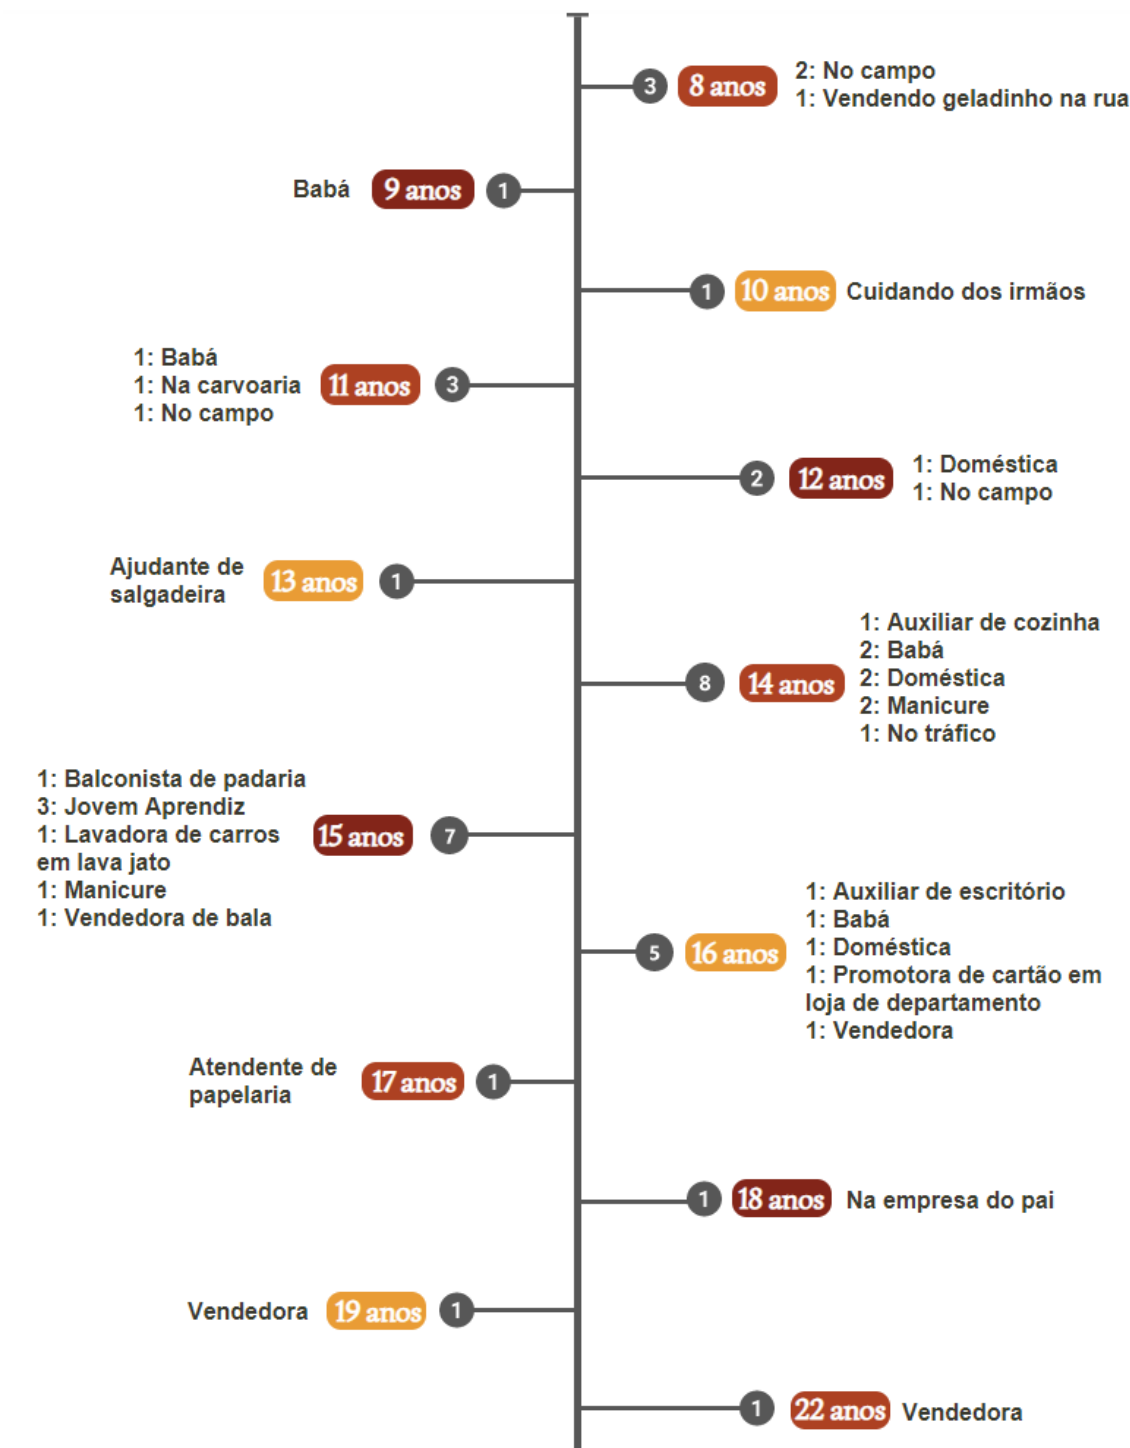 3
8 anos
2: No campo
1: Vendendo geladinho na rua
Babá
9 anos
1
1
10 anos
Cuidando dos irmãos
1: Babá
1: Na carvoaria
1: No campo
11 anos
3
2
12 anos
1: Doméstica
1: No campo
Ajudante de
salgadeira
13 anos
1
8
14 anos
1: Auxiliar de cozinha
2: Babá
2: Doméstica
2: Manicure
1: No tráfico
1: Balconista de padaria
3: Jovem Aprendiz
1: Lavadora de carros
em lava jato
1: Manicure
1: Vendedora de bala
15 anos
7
5
16 anos
1: Auxiliar de escritório
1: Babá
1: Doméstica
1: Promotora de cartão em
loja de departamento
1: Vendedora
Atendente de
papelaria
17 anos
1
1
18 anos
Na empresa do pai
Vendedora
19 anos
1
1
22 anos
Vendedora